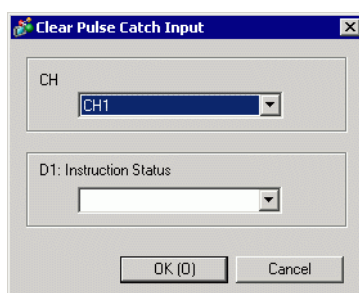 Clear Pulse Catch Input
CH
CH1
D1: Instruction Status
OK (O)
Cancel